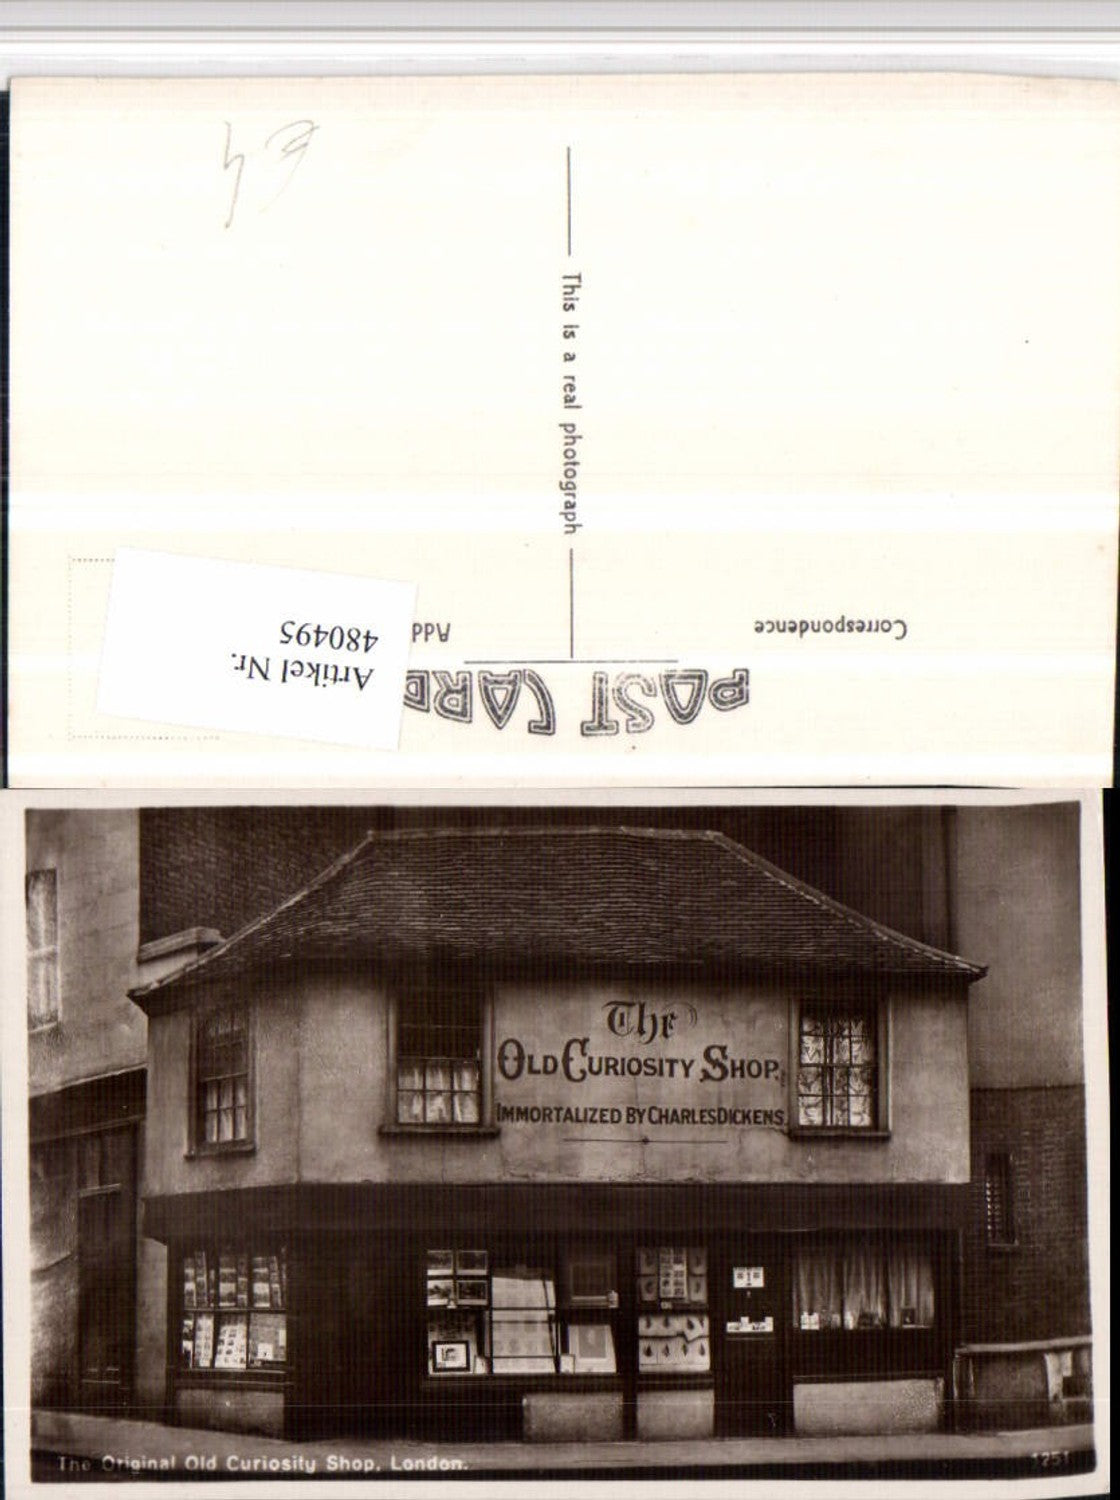 POST CARD
Correspondence
Add
This is a real photograph
Artikel Nr.
480495
The
OLD CURIOSITY SHOP,
IMMORTALIZED BY CHARLES DICKENS.
The Original Old Curiosity Shop, London.
1251